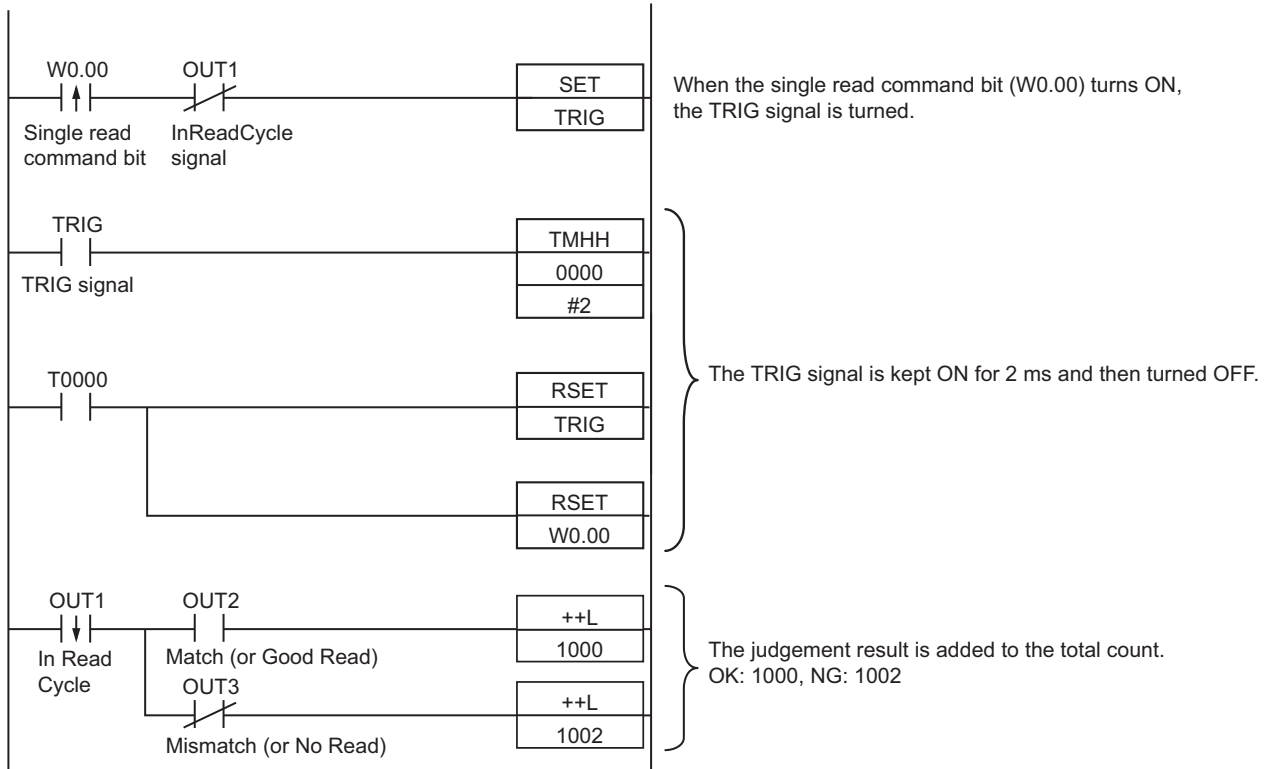 W0.00
OUT1
SET
TRIG
Single read
command bit
InReadCycle
signal
When the single read command bit (W0.00) turns ON,
the TRIG signal is turned.
TRIG
TRIG signal
TMHH
0000
#2
T0000
RSET
TRIG
RSET
W0.00
The TRIG signal is kept ON for 2 ms and then turned OFF.
OUT1
In Read
Cycle
OUT2
Match (or Good Read)
++L
1000
OUT3
Mismatch (or No Read)
++L
1002
The judgement result is added to the total count.
OK: 1000, NG: 1002